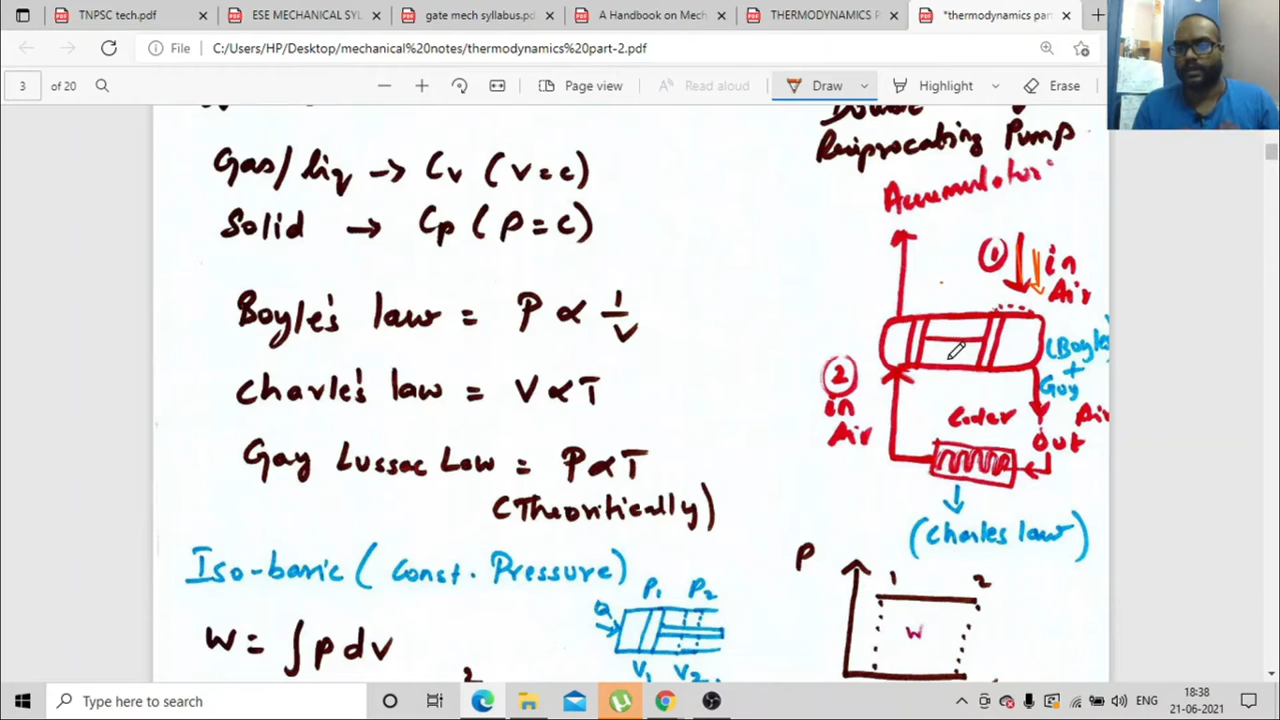 TNPSC tech.pdf
ESE MECHANICAL SYL
gate mech syllabus.pd
A Handbook on Mech
THERMODYNAMICS P
*thermodynamics par
File
C:/Users/HP/Desktop/mechanical%20notes/thermodynamics%20part-2.pdf
3 of 20
Page view
Read aloud
Draw
Highlight
Erase
Reciprocating Pump
Accumulator
Gas/liq → Cv (V=c)
Solid → Cp (P=c)
Boyle's law = P ∝ 1/V
Charle's law = V∝T
Gay Lussac Law = P∝T
(Theoritically)
① in
Air
(Boyles)
+
Gay
②
in
Air
Air
Out
(Charles law)
Iso-baric (Const. Pressure)
P1 P2
Q
V1 V2
W = ∫ p dv
2
P
1 2
W
Type here to search
ENG
18:38
21-06-2021